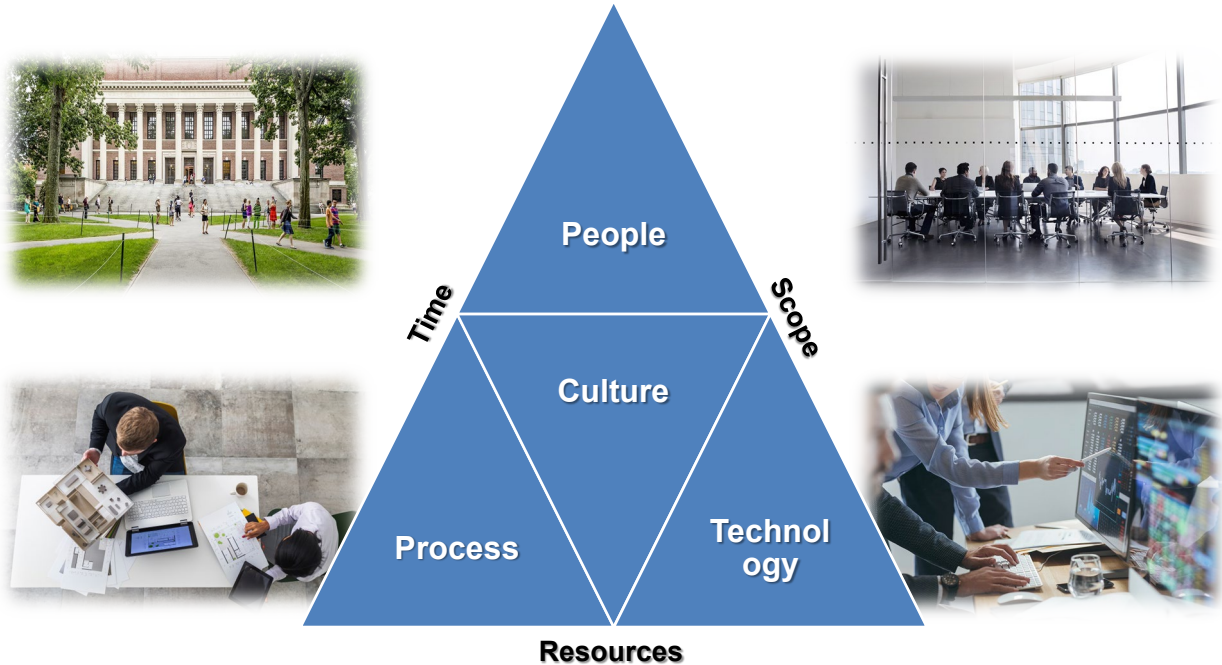 People
Time
Scope
Culture
Process
Technol
ogy
Resources